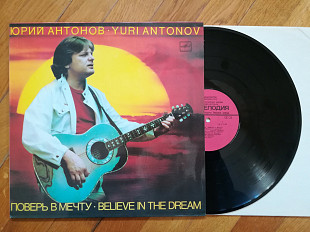 ЮРИЙ АНТОНОВ · YURI ANTONOV
МЕЛОДИЯ
ПОВЕРЬ В МЕЧТУ · BELIEVE IN THE DREAM